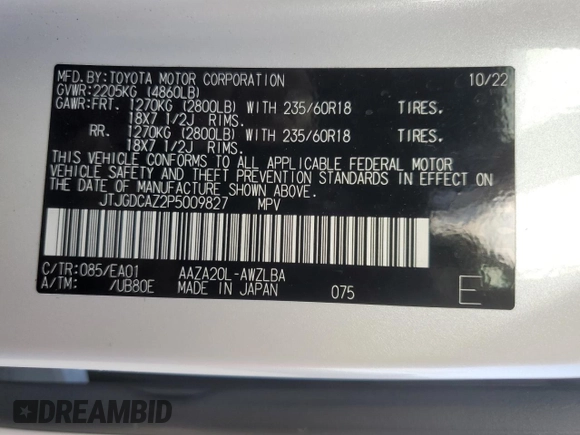 MFD. BY: TOYOTA MOTOR CORPORATION 10/22
GVWR: 2205KG (4860LB)
GAWR: FRT. 1270KG (2800LB) WITH 235/60R18 TIRES.
18X7 1/2J RIMS.
RR. 1270KG (2800LB) WITH 235/60R18 TIRES.
18X7 1/2J RIMS.
THIS VEHICLE CONFORMS TO ALL APPLICABLE FEDERAL MOTOR
VEHICLE SAFETY AND THEFT PREVENTION STANDARDS IN EFFECT ON
THE DATE OF MANUFACTURE SHOWN ABOVE.
JTJGDCAZ2P5009827 MPV
C/TR: 085/EA01 AAZA20L-AWZLBA
A/TM: /UB80E MADE IN JAPAN 075 E
DREAMBID